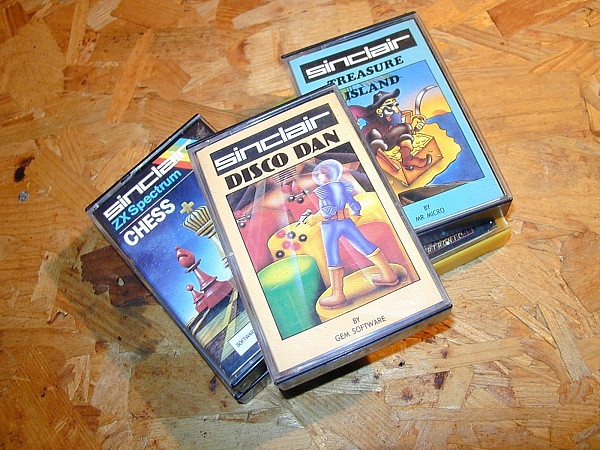 sinclair
ZX Spectrum
CHESS
sinclair
DISCO DAN
BY
GEM SOFTWARE
sinclair
TREASURE
ISLAND
BY
MR MICRO